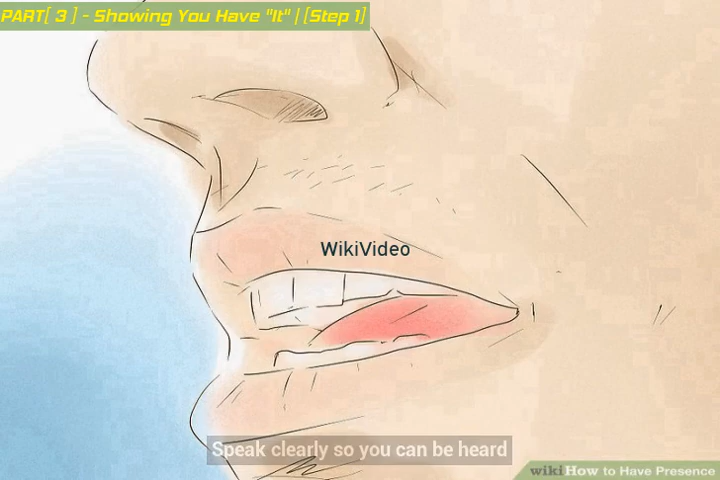 PART[ 3 ] - Showing You Have "It" | [Step 1]
WikiVideo
Speak clearly so you can be heard
wikiHow to Have Presence